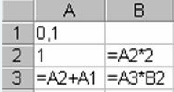 A B
1 0,1
2 1 =A2*2
3 =A2+A1 =A3*B2